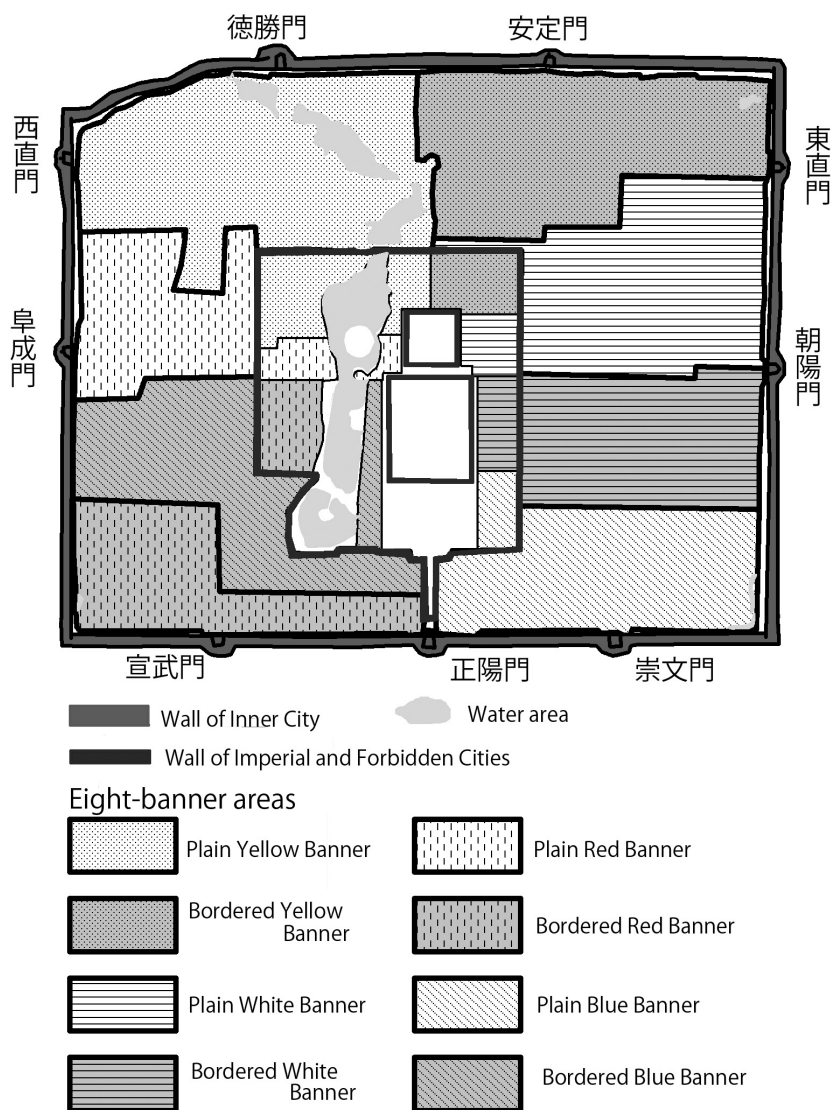 徳勝門
安定門
西直門
東直門
阜成門
朝陽門
宣武門
正陽門
崇文門
Wall of Inner City
Water area
Wall of Imperial and Forbidden Cities
Eight-banner areas
Plain Yellow Banner
Plain Red Banner
Bordered Yellow
Banner
Bordered Red Banner
Plain White Banner
Plain Blue Banner
Bordered White
Banner
Bordered Blue Banner